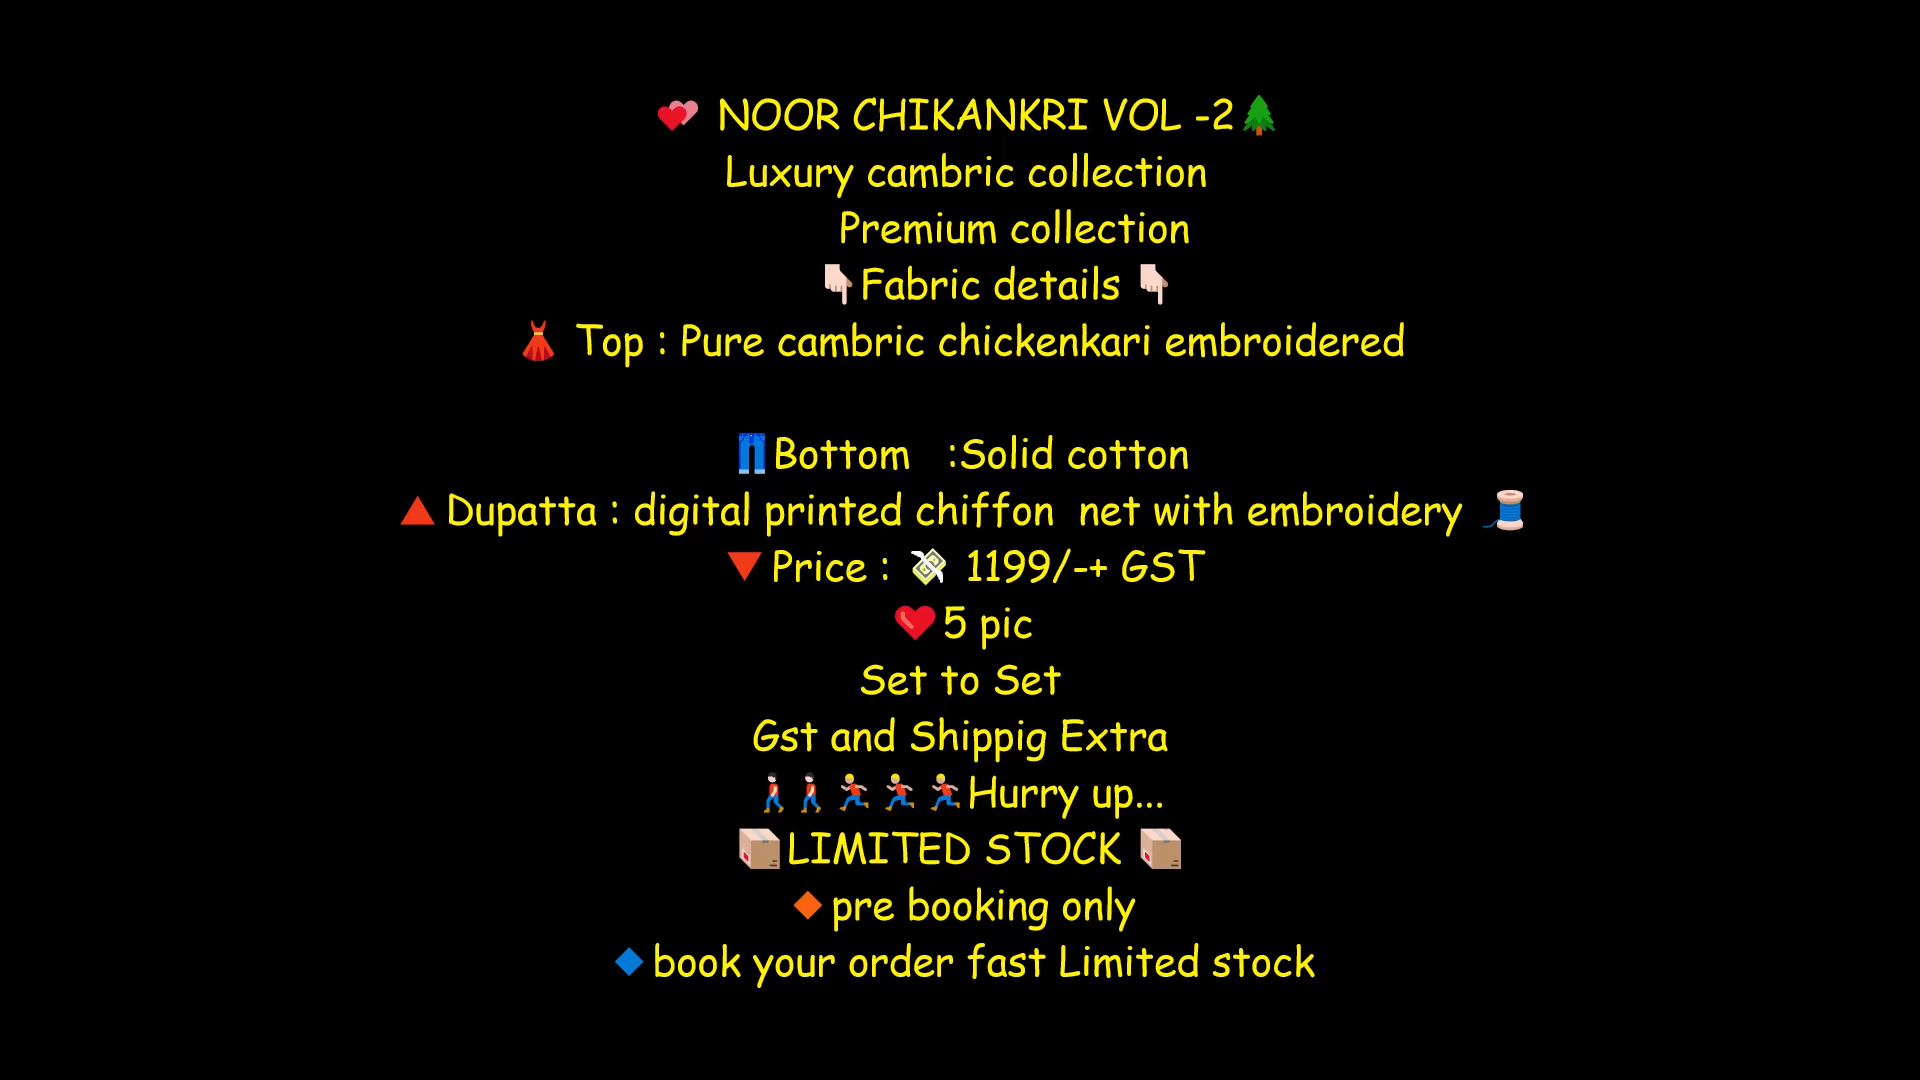 💕 NOOR CHIKANKRI VOL -2🌲
Luxury cambric collection
Premium collection
👇🏻Fabric details 👇🏻
👗 Top : Pure cambric chickenkari embroidered
👖Bottom   :Solid cotton
🔺Dupatta : digital printed chiffon  net with embroidery 🧵
🔻Price : 💸 1199/-+ GST
❤️5 pic
Set to Set
Gst and Shippig Extra
🚶🏻🚶🏻🏃🏼🏃🏼🏃🏼Hurry up...
📦LIMITED STOCK 📦
🔸pre booking only
🔹book your order fast Limited stock